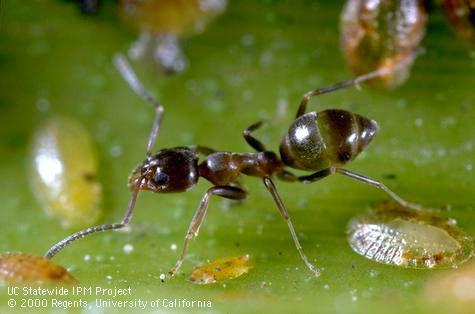 UC Statewide IPM Project
© 2000 Regents, University of California